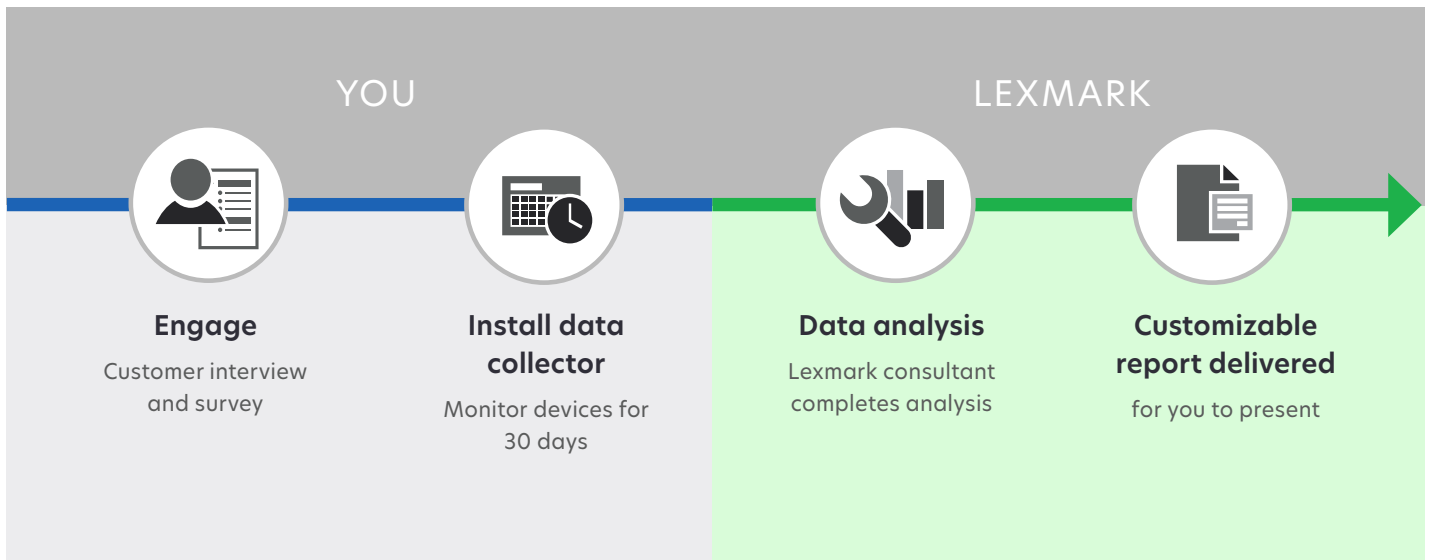 YOU
LEXMARK
Engage
Customer interview
and survey
Install data
collector
Monitor devices for
30 days
Data analysis
Lexmark consultant
completes analysis
Customizable
report delivered
for you to present